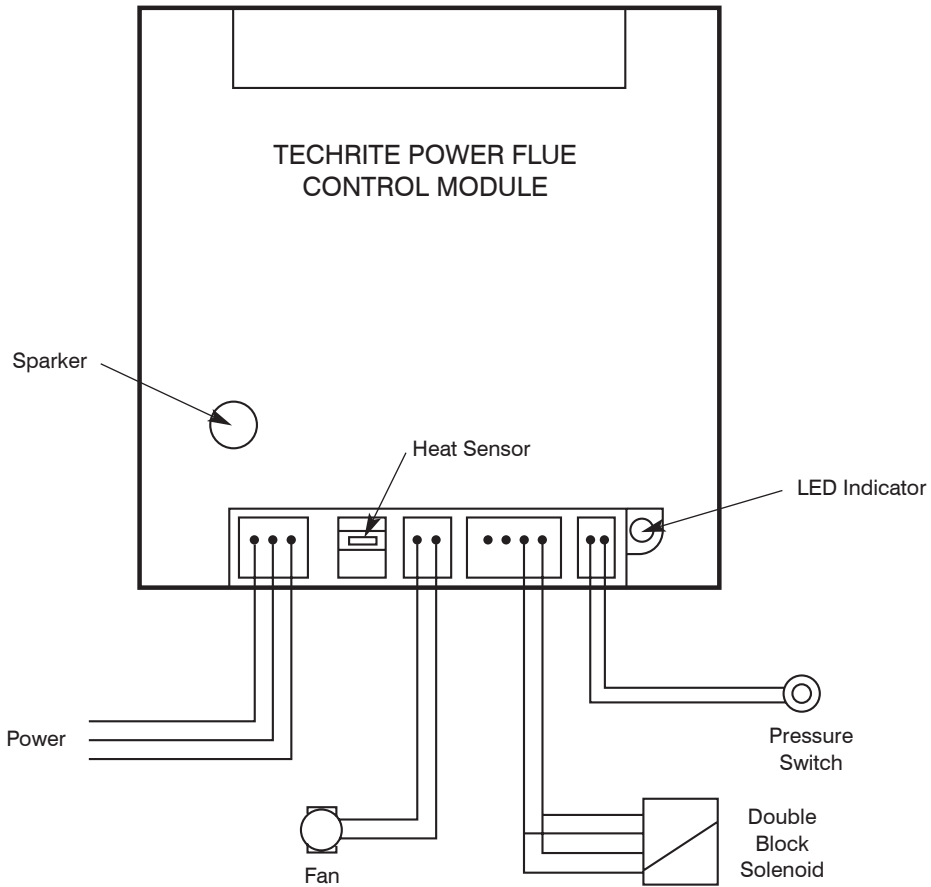 TECHRITE POWER FLUE
CONTROL MODULE
Sparker
Heat Sensor
LED Indicator
Power
Pressure
Switch
Fan
Double
Block
Solenoid